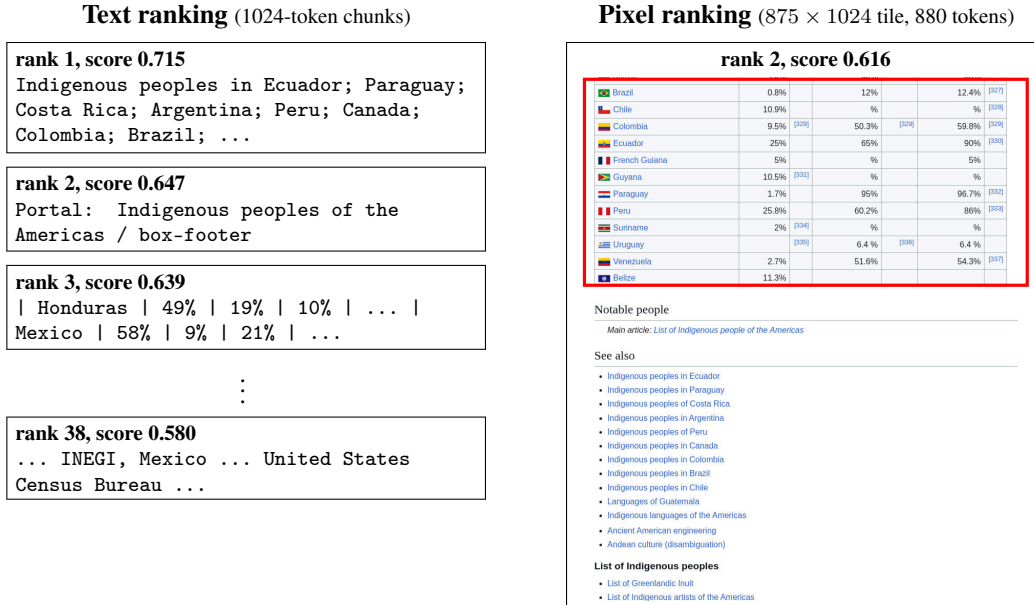 Text ranking (1024-token chunks)
rank 1, score 0.715
Indigenous peoples in Ecuador; Paraguay;
Costa Rica; Argentina; Peru; Canada;
Colombia; Brazil; ...
rank 2, score 0.647
Portal: Indigenous peoples of the
Americas / box-footer
rank 3, score 0.639
| Honduras | 49% | 19% | 10% | ... |
Mexico | 58% | 9% | 21% | ...
⋮
rank 38, score 0.580
... INEGI, Mexico ... United States
Census Bureau ...
Pixel ranking (875 × 1024 tile, 880 tokens)
rank 2, score 0.616
Brazil 0.8% 12% 12.4% [327]
Chile 10.9% % % [328]
Colombia 9.5% [329] 50.3% [329] 59.8% [329]
Ecuador 25% 65% 90% [330]
French Guiana 5% % 5%
Guyana 10.5% [331] % %
Paraguay 1.7% 95% 96.7% [332]
Peru 25.8% 60.2% 86% [333]
Suriname 2% [334] % %
Uruguay [335] 6.4 % [336] 6.4 %
Venezuela 2.7% 51.6% 54.3% [337]
Belize 11.3%
Notable people
Main article: List of Indigenous people of the Americas
See also
• Indigenous peoples in Ecuador
• Indigenous peoples in Paraguay
• Indigenous peoples of Costa Rica
• Indigenous peoples in Argentina
• Indigenous peoples of Peru
• Indigenous peoples in Canada
• Indigenous peoples in Colombia
• Indigenous peoples in Brazil
• Indigenous peoples in Chile
• Languages of Guatemala
• Indigenous languages of the Americas
• Ancient American engineering
• Andean culture (disambiguation)
List of Indigenous peoples
• List of Greenlandic Inuit
• List of Indigenous artists of the Americas